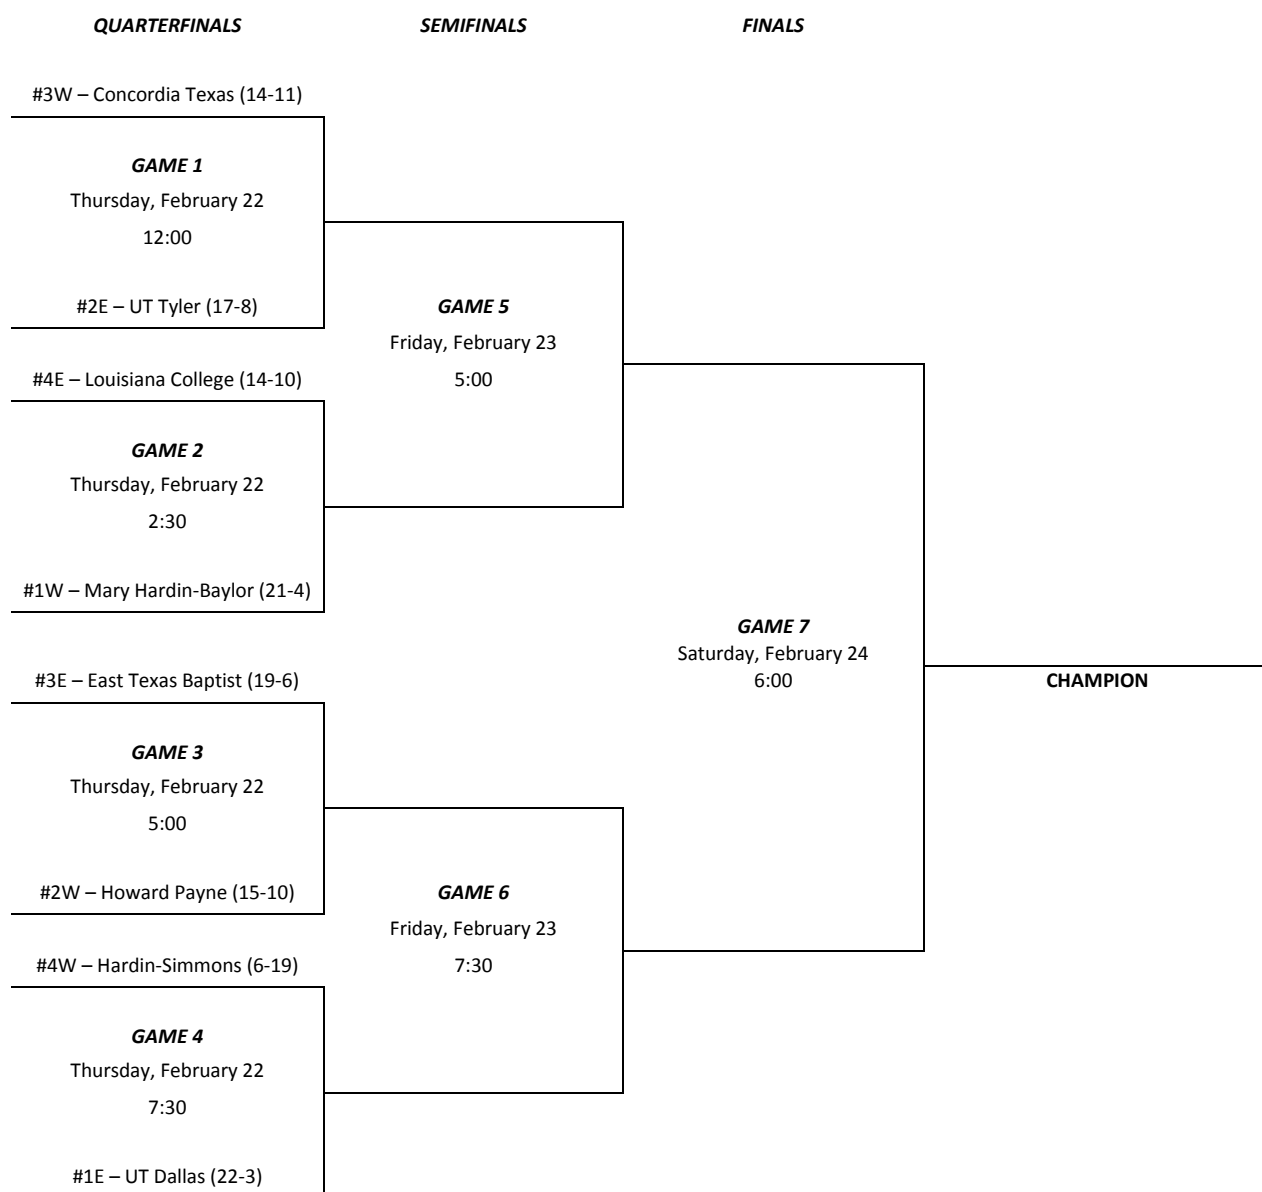 QUARTERFINALS
SEMIFINALS
FINALS
#3W – Concordia Texas (14-11)
GAME 1
Thursday, February 22
12:00
#2E – UT Tyler (17-8)
GAME 5
Friday, February 23
5:00
#4E – Louisiana College (14-10)
GAME 2
Thursday, February 22
2:30
#1W – Mary Hardin-Baylor (21-4)
GAME 7
Saturday, February 24
6:00
CHAMPION
#3E – East Texas Baptist (19-6)
GAME 3
Thursday, February 22
5:00
#2W – Howard Payne (15-10)
GAME 6
Friday, February 23
7:30
#4W – Hardin-Simmons (6-19)
GAME 4
Thursday, February 22
7:30
#1E – UT Dallas (22-3)